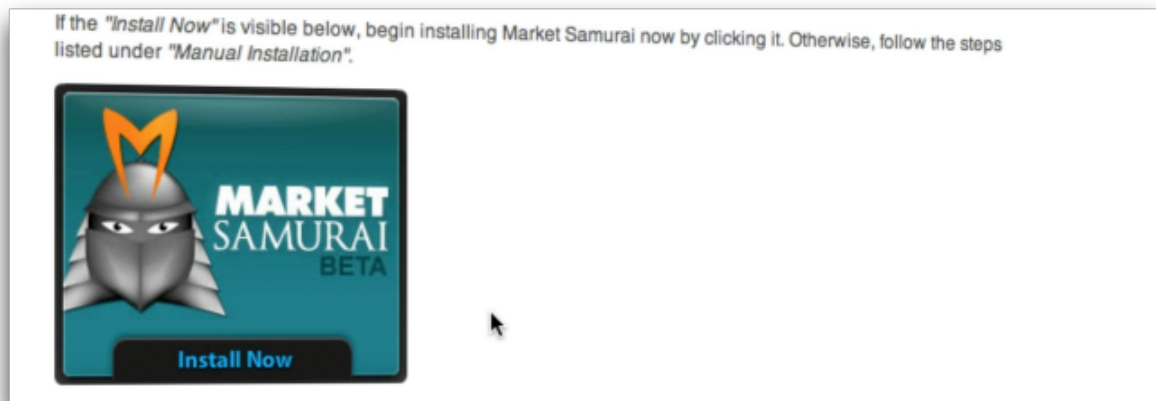 If the "Install Now" is visible below, begin installing Market Samurai now by clicking it. Otherwise, follow the steps
listed under "Manual Installation".
MARKET
SAMURAI
BETA
Install Now